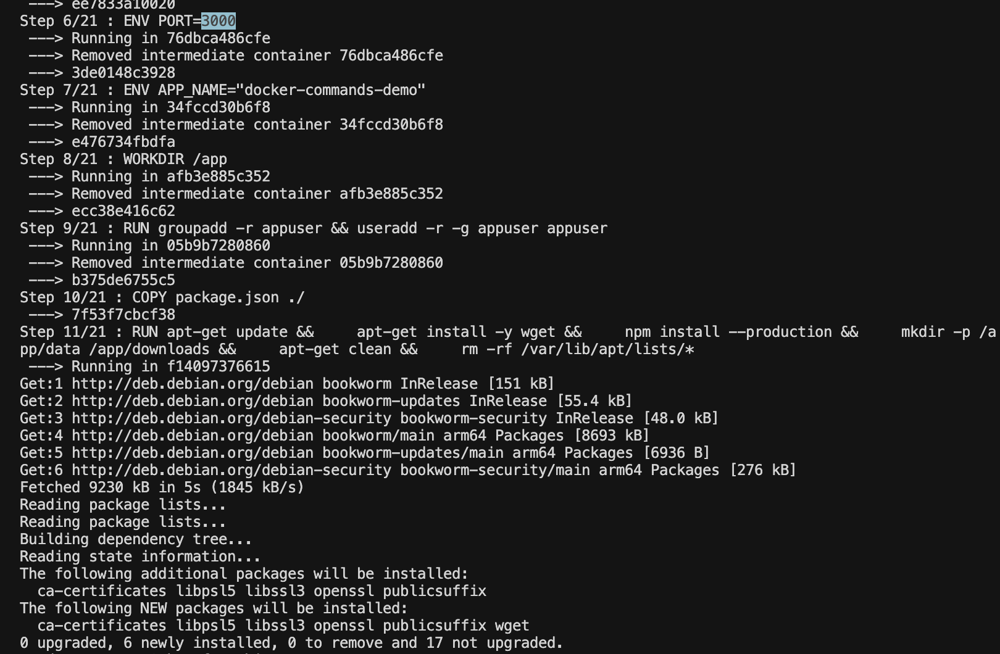 ---> ee7833a10020
Step 6/21 : ENV PORT=3000
---> Running in 76dbca486cfe
---> Removed intermediate container 76dbca486cfe
---> 3de0148c3928
Step 7/21 : ENV APP_NAME="docker-commands-demo"
---> Running in 34fccd30b6f8
---> Removed intermediate container 34fccd30b6f8
---> e476734fbdfa
Step 8/21 : WORKDIR /app
---> Running in afb3e885c352
---> Removed intermediate container afb3e885c352
---> ecc38e416c62
Step 9/21 : RUN groupadd -r appuser && useradd -r -g appuser appuser
---> Running in 05b9b7280860
---> Removed intermediate container 05b9b7280860
---> b375de6755c5
Step 10/21 : COPY package.json ./
---> 7f53f7cbcf38
Step 11/21 : RUN apt-get update &&     apt-get install -y wget &&     npm install --production &&     mkdir -p /a
pp/data /app/downloads &&     apt-get clean &&     rm -rf /var/lib/apt/lists/*
---> Running in f14097376615
Get:1 http://deb.debian.org/debian bookworm InRelease [151 kB]
Get:2 http://deb.debian.org/debian bookworm-updates InRelease [55.4 kB]
Get:3 http://deb.debian.org/debian-security bookworm-security InRelease [48.0 kB]
Get:4 http://deb.debian.org/debian bookworm/main arm64 Packages [8693 kB]
Get:5 http://deb.debian.org/debian bookworm-updates/main arm64 Packages [6936 B]
Get:6 http://deb.debian.org/debian-security bookworm-security/main arm64 Packages [276 kB]
Fetched 9230 kB in 5s (1845 kB/s)
Reading package lists...
Reading package lists...
Building dependency tree...
Reading state information...
The following additional packages will be installed:
  ca-certificates libpsl5 libssl3 openssl publicsuffix
The following NEW packages will be installed:
  ca-certificates libpsl5 libssl3 openssl publicsuffix wget
0 upgraded, 6 newly installed, 0 to remove and 17 not upgraded.